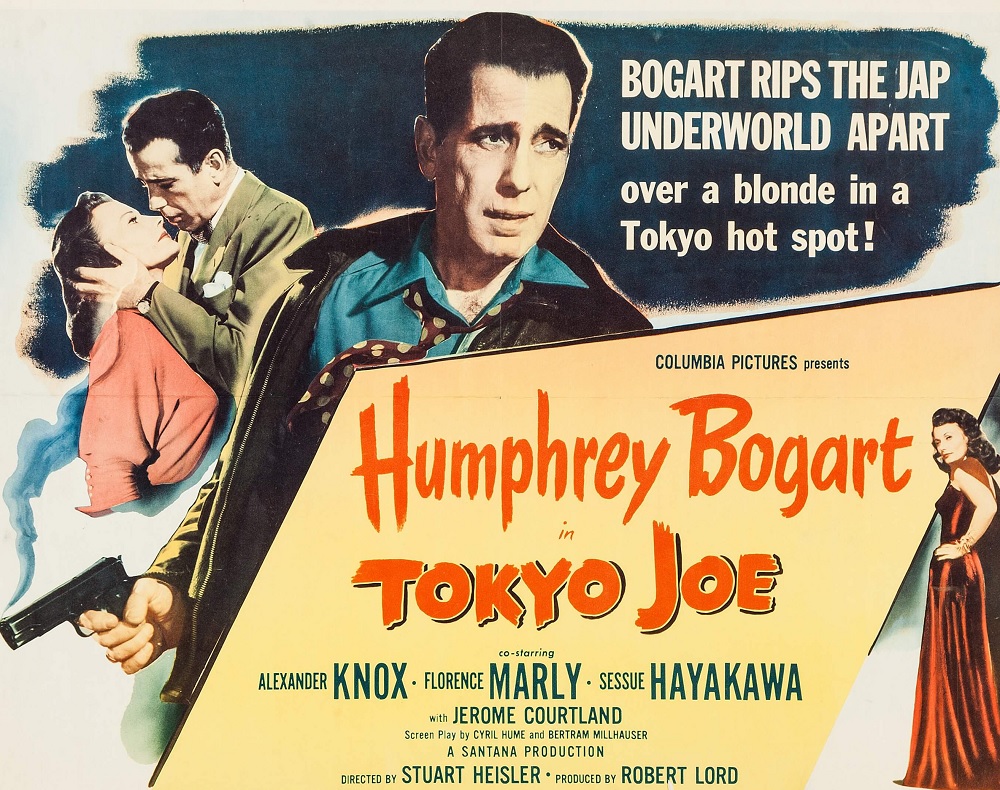 BOGART RIPS THE JAP
UNDERWORLD APART
over a blonde in a
Tokyo hot spot!
COLUMBIA PICTURES presents
Humphrey Bogart
in
TOKYO JOE
co-starring
ALEXANDER KNOX · FLORENCE MARLY · SESSUE HAYAKAWA
with JEROME COURTLAND
Screen Play by CYRIL HUME and BERTRAM MILLHAUSER
A SANTANA PRODUCTION
DIRECTED BY STUART HEISLER · PRODUCED BY ROBERT LORD